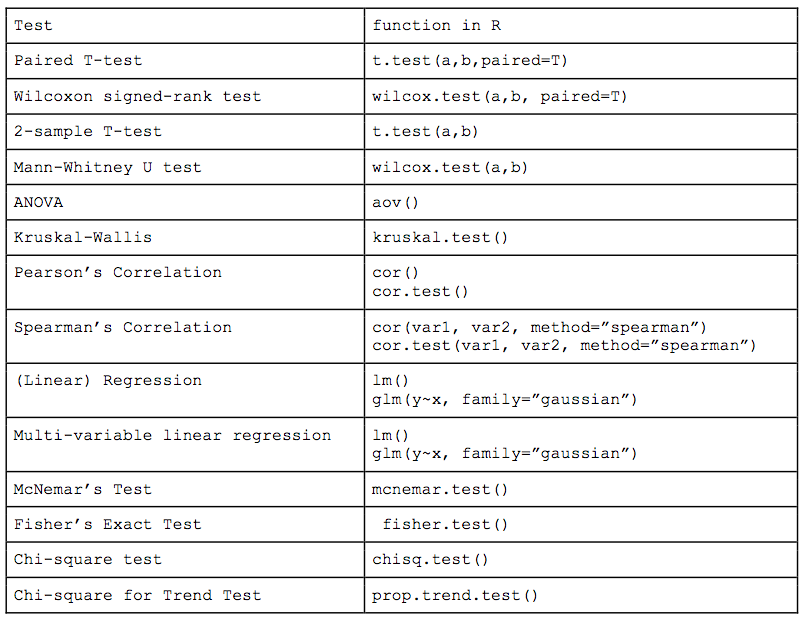 Test function in R
Paired T-test t.test(a,b,paired=T)
Wilcoxon signed-rank test wilcox.test(a,b, paired=T)
2-sample T-test t.test(a,b)
Mann-Whitney U test wilcox.test(a,b)
ANOVA aov()
Kruskal-Wallis kruskal.test()
Pearson’s Correlation cor()
cor.test()
Spearman’s Correlation cor(var1, var2, method=”spearman”)
cor.test(var1, var2, method=”spearman”)
(Linear) Regression lm()
glm(y~x, family=”gaussian”)
Multi-variable linear regression lm()
glm(y~x, family=”gaussian”)
McNemar’s Test mcnemar.test()
Fisher’s Exact Test fisher.test()
Chi-square test chisq.test()
Chi-square for Trend Test prop.trend.test()